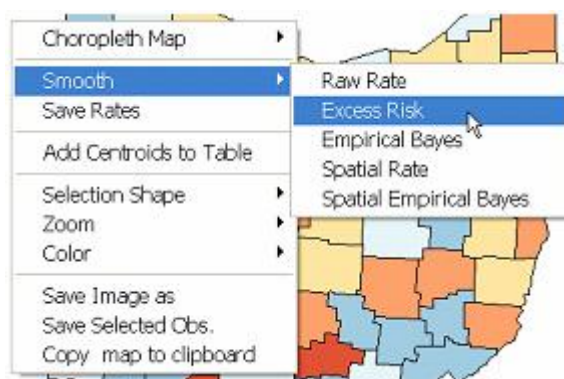 Choropleth Map
Smooth
Save Rates
Add Centroids to Table
Selection Shape
Zoom
Color
Save Image as
Save Selected Obs.
Copy map to clipboard
Raw Rate
Excess Risk
Empirical Bayes
Spatial Rate
Spatial Empirical Bayes